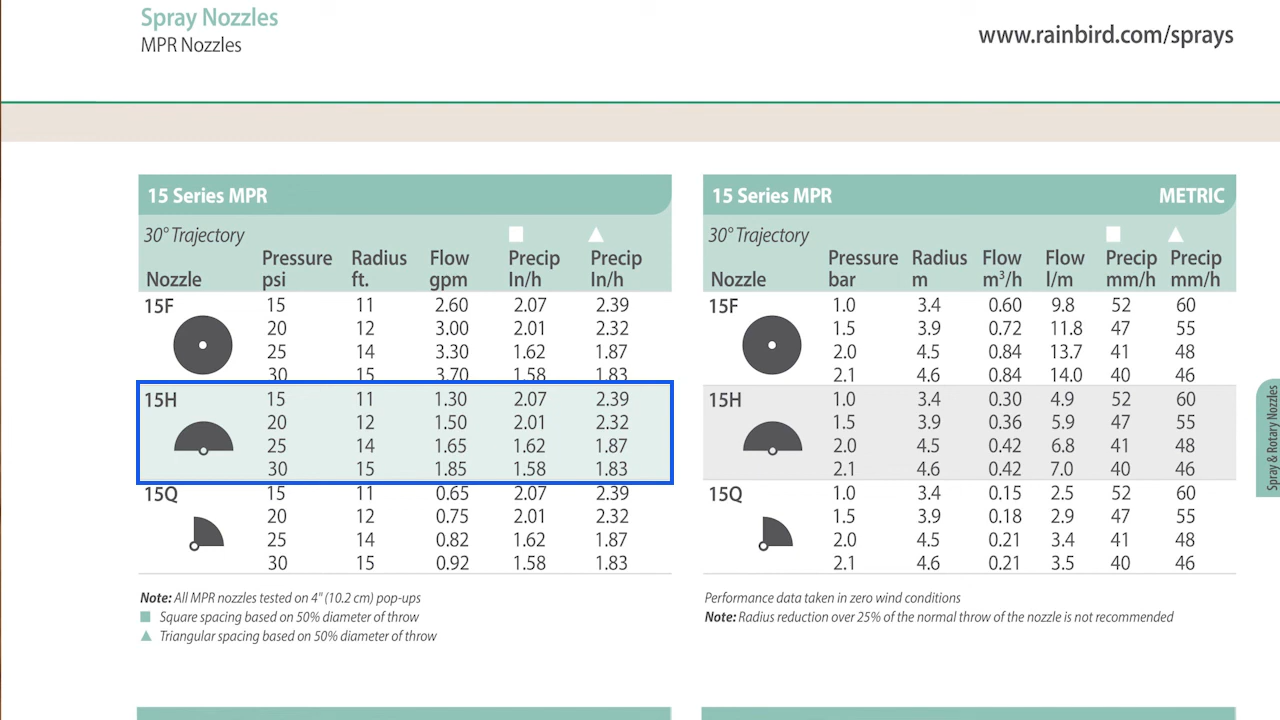 Spray Nozzles
MPR Nozzles
www.rainbird.com/sprays
15 Series MPR
30° Trajectory
Nozzle Pressure psi Radius ft. Flow gpm Precip In/h Precip In/h
15F 15 11 2.60 2.07 2.39
20 12 3.00 2.01 2.32
25 14 3.30 1.62 1.87
30 15 3.70 1.58 1.83
15H 15 11 1.30 2.07 2.39
20 12 1.50 2.01 2.32
25 14 1.65 1.62 1.87
30 15 1.85 1.58 1.83
15Q 15 11 0.65 2.07 2.39
20 12 0.75 2.01 2.32
25 14 0.82 1.62 1.87
30 15 0.92 1.58 1.83
Note: All MPR nozzles tested on 4" (10.2 cm) pop-ups
Square spacing based on 50% diameter of throw
Triangular spacing based on 50% diameter of throw
15 Series MPR METRIC
30° Trajectory
Nozzle Pressure bar Radius m Flow m³/h Flow l/m Precip mm/h Precip mm/h
15F 1.0 3.4 0.60 9.8 52 60
1.5 3.9 0.72 11.8 47 55
2.0 4.5 0.84 13.7 41 48
2.1 4.6 0.84 14.0 40 46
15H 1.0 3.4 0.30 4.9 52 60
1.5 3.9 0.36 5.9 47 55
2.0 4.5 0.42 6.8 41 48
2.1 4.6 0.42 7.0 40 46
15Q 1.0 3.4 0.15 2.5 52 60
1.5 3.9 0.18 2.9 47 55
2.0 4.5 0.21 3.4 41 48
2.1 4.6 0.21 3.5 40 46
Performance data taken in zero wind conditions
Note: Radius reduction over 25% of the normal throw of the nozzle is not recommended
Spray & Rotary Nozzles